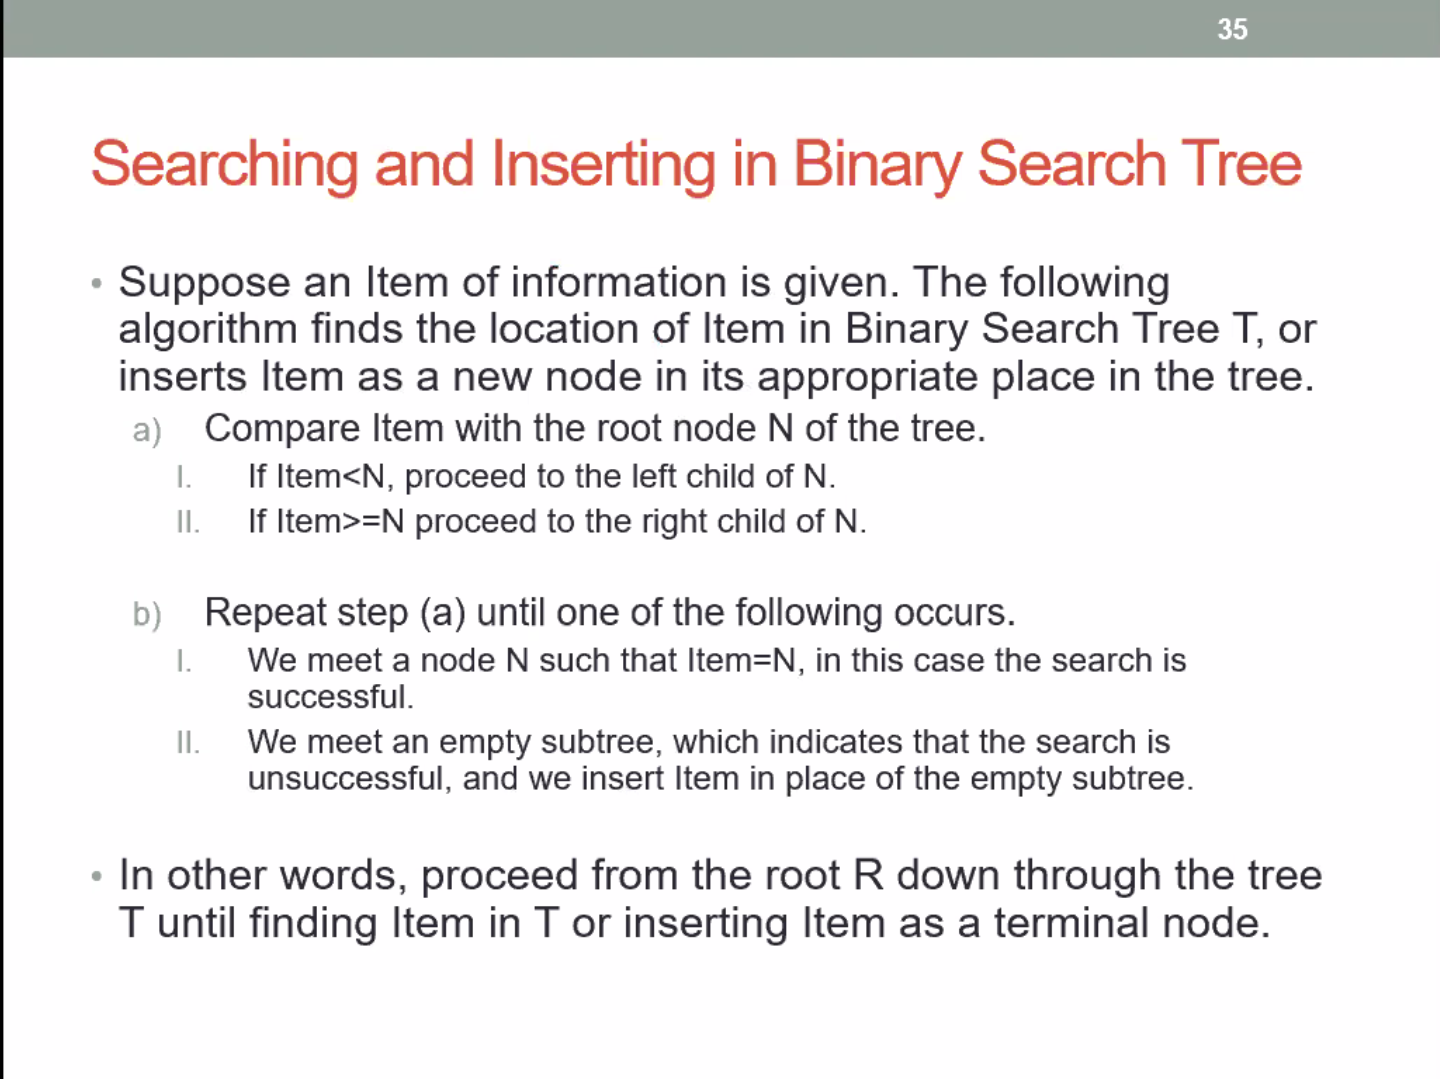 35
Searching and Inserting in Binary Search Tree
• Suppose an Item of information is given. The following
algorithm finds the location of Item in Binary Search Tree T, or
inserts Item as a new node in its appropriate place in the tree.
a) Compare Item with the root node N of the tree.
I. If Item<N, proceed to the left child of N.
II. If Item>=N proceed to the right child of N.
b) Repeat step (a) until one of the following occurs.
I. We meet a node N such that Item=N, in this case the search is
successful.
II. We meet an empty subtree, which indicates that the search is
unsuccessful, and we insert Item in place of the empty subtree.
• In other words, proceed from the root R down through the tree
T until finding Item in T or inserting Item as a terminal node.